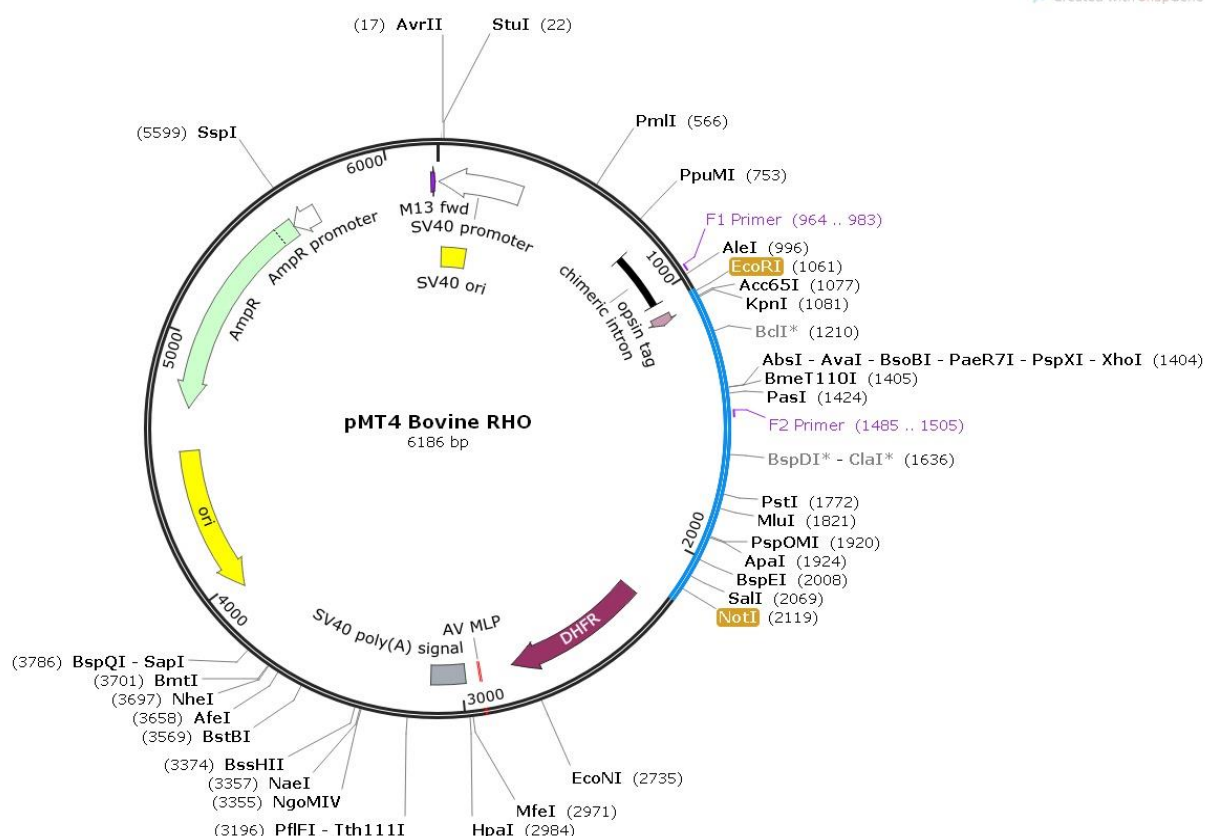 Created with SnapGene
(17) AvrII
StuI (22)
(5599) SspI
PmlI (566)
PpuMI (753)
F1 Primer (964 .. 983)
AleI (996)
EcoRI (1061)
Acc65I (1077)
KpnI (1081)
BclI* (1210)
AbsI - AvaI - BsoBI - PaeR7I - PspXI - XhoI (1404)
BmeT110I (1405)
PasI (1424)
F2 Primer (1485 .. 1505)
BspDI* - ClaI* (1636)
PstI (1772)
MluI (1821)
PspOMI (1920)
ApaI (1924)
BspEI (2008)
SalI (2069)
NotI (2119)
6000
M13 fwd
SV40 promoter
SV40 ori
AmpR promoter
AmpR
5000
chimeric intron
opsin tag
1000
pMT4 Bovine RHO
6186 bp
2000
ori
4000
SV40 poly(A) signal
AV MLP
DHFR
3000
(3786) BspQI - SapI
(3701) BmtI
(3697) NheI
(3658) AfeI
(3569) BstBI
(3374) BssHII
(3357) NaeI
(3355) NgoMIV
(3196) PflFI - Tth111I
EcoNI (2735)
MfeI (2971)
HpaI (2984)